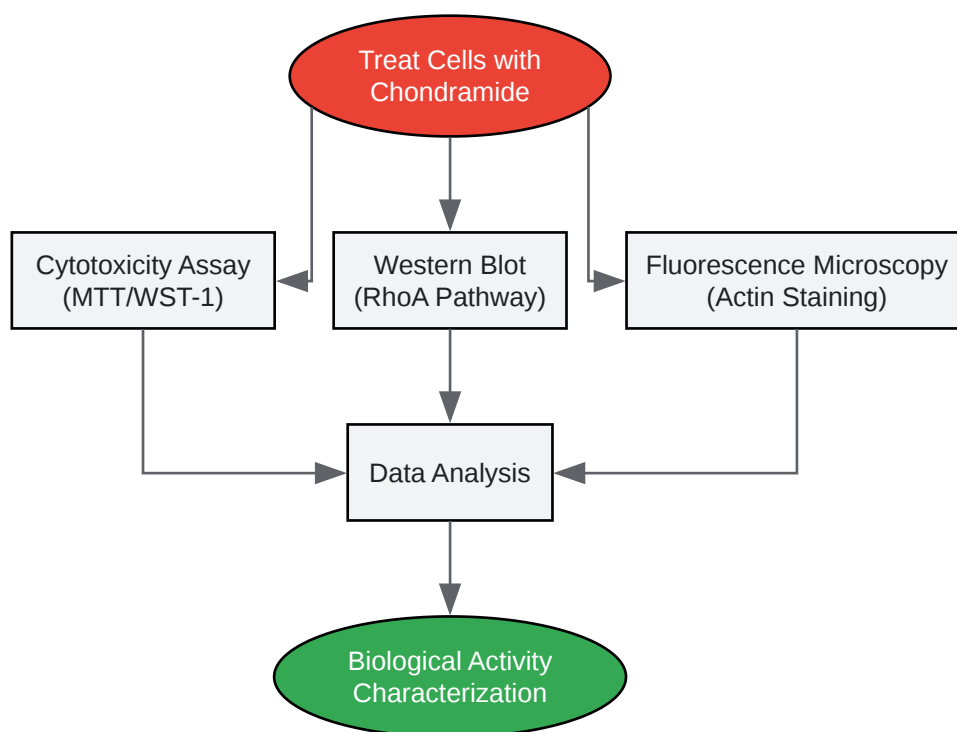 Treat Cells with
Chondramide
Cytotoxicity Assay
(MTT/WST-1)
Western Blot
(RhoA Pathway)
Fluorescence Microscopy
(Actin Staining)
Data Analysis
Biological Activity
Characterization